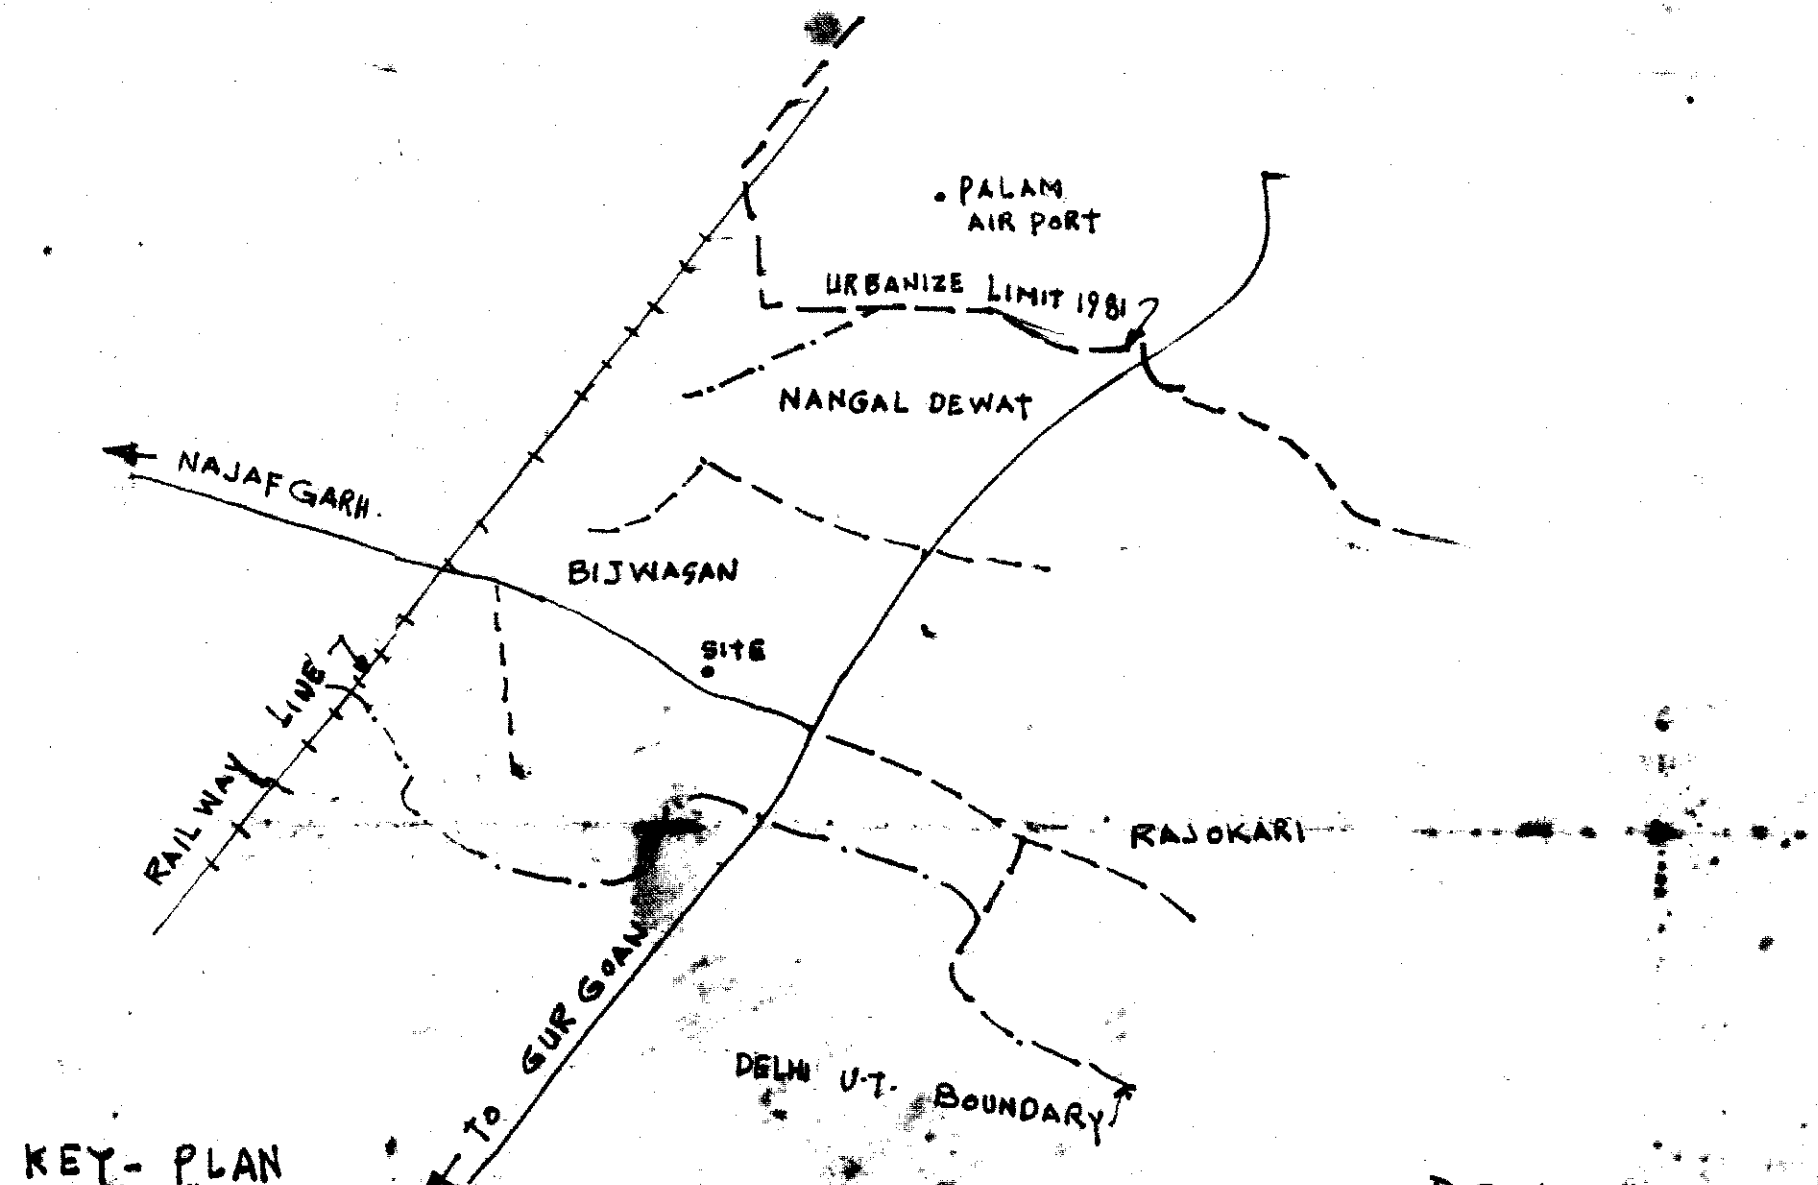 PALAM
AIR PORT
URBANIZE LIMIT 1981
NANGAL DEWAT
NAJAFGARH.
BIJWASAN
SITE
RAILWAY LINE
RAJOKARI
TO GURGOAN
DELHI U.T. BOUNDARY
KEY - PLAN